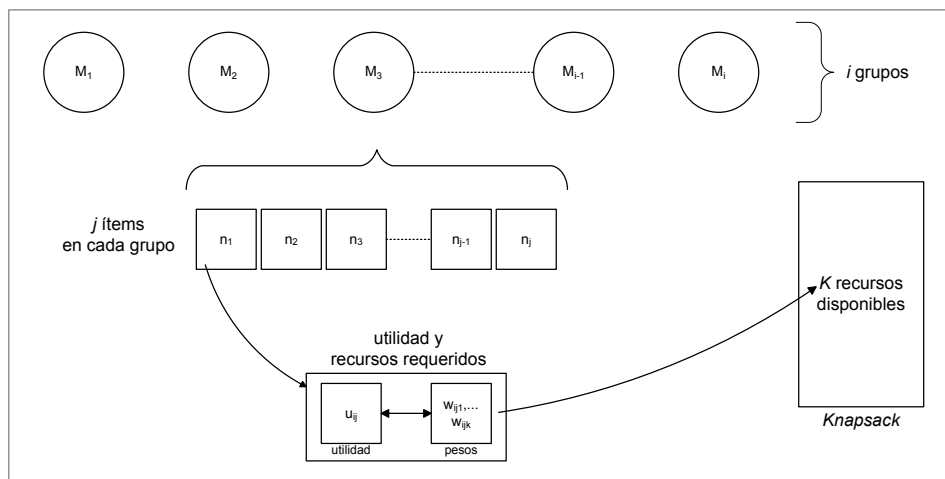 M₁
M₂
M₃
Mᵢ₋₁
Mᵢ
i grupos
j ítems
en cada grupo
n₁
n₂
n₃
nⱼ₋₁
nⱼ
K recursos
disponibles
utilidad y
recursos requeridos
uᵢⱼ
wᵢⱼ₁,...
wᵢⱼₖ
utilidad
pesos
Knapsack